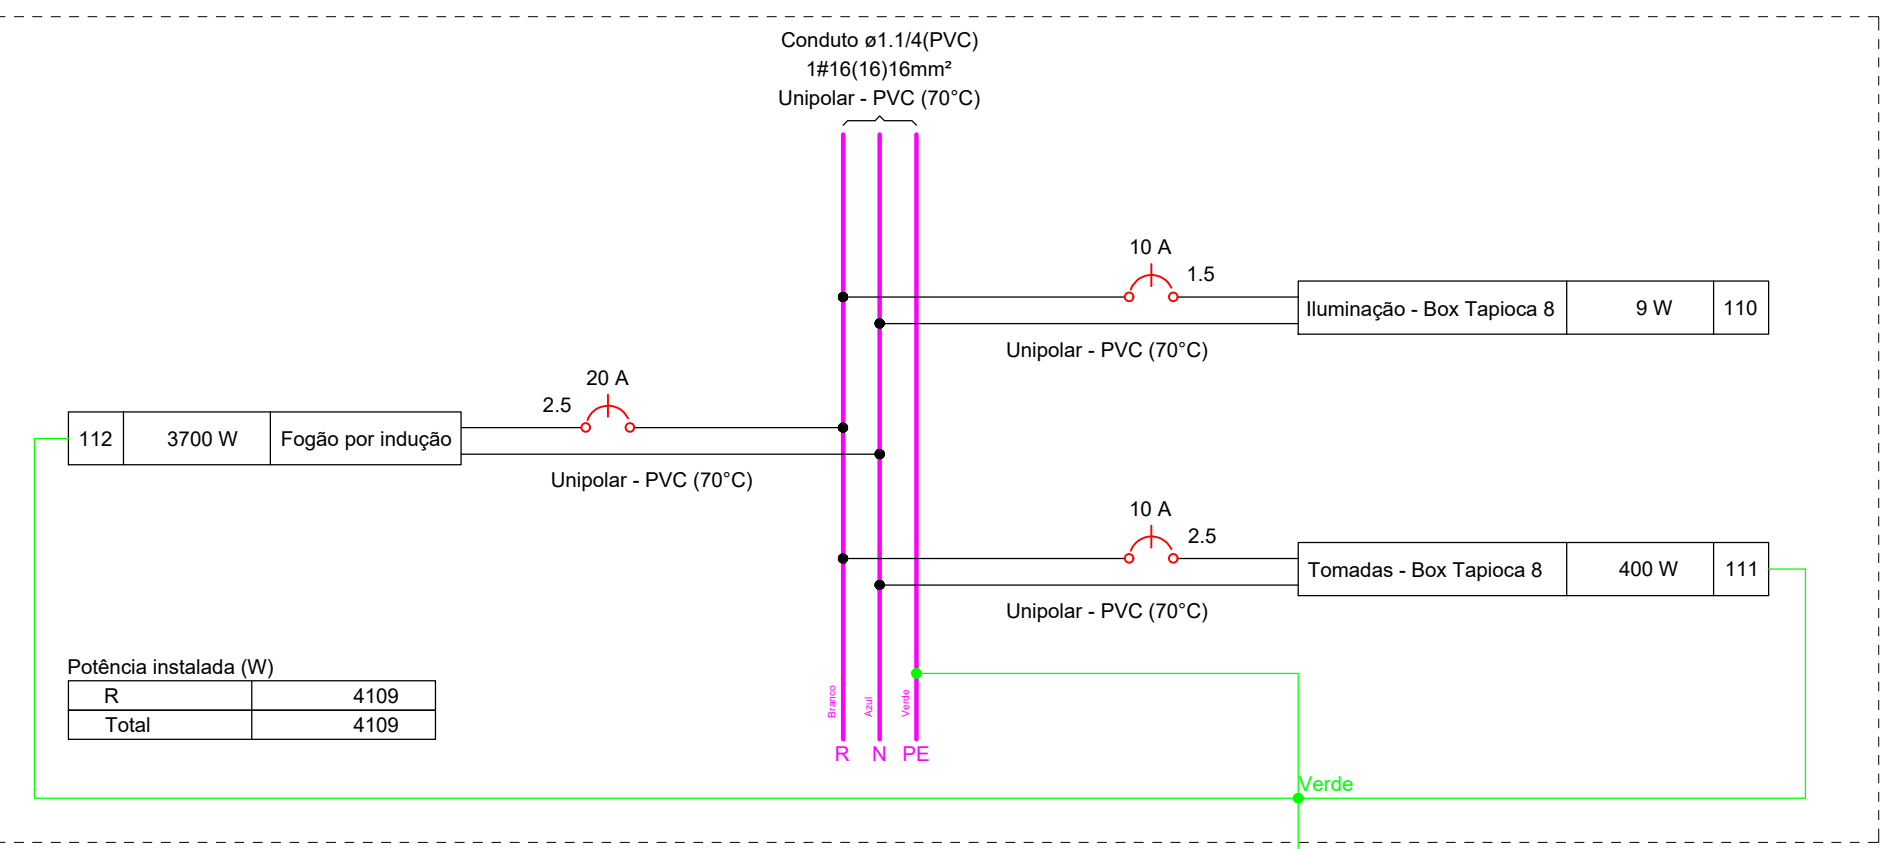 Conduto ø1.1/4(PVC)
1#16(16)16mm²
Unipolar - PVC (70°C)
10 A
1.5
Iluminação - Box Tapioca 8
9 W
110
Unipolar - PVC (70°C)
20 A
2.5
112
3700 W
Fogão por indução
Unipolar - PVC (70°C)
10 A
2.5
Tomadas - Box Tapioca 8
400 W
111
Unipolar - PVC (70°C)
Potência instalada (W)
R 4109
Total 4109
Branco
Azul
Verde
R N PE
Verde